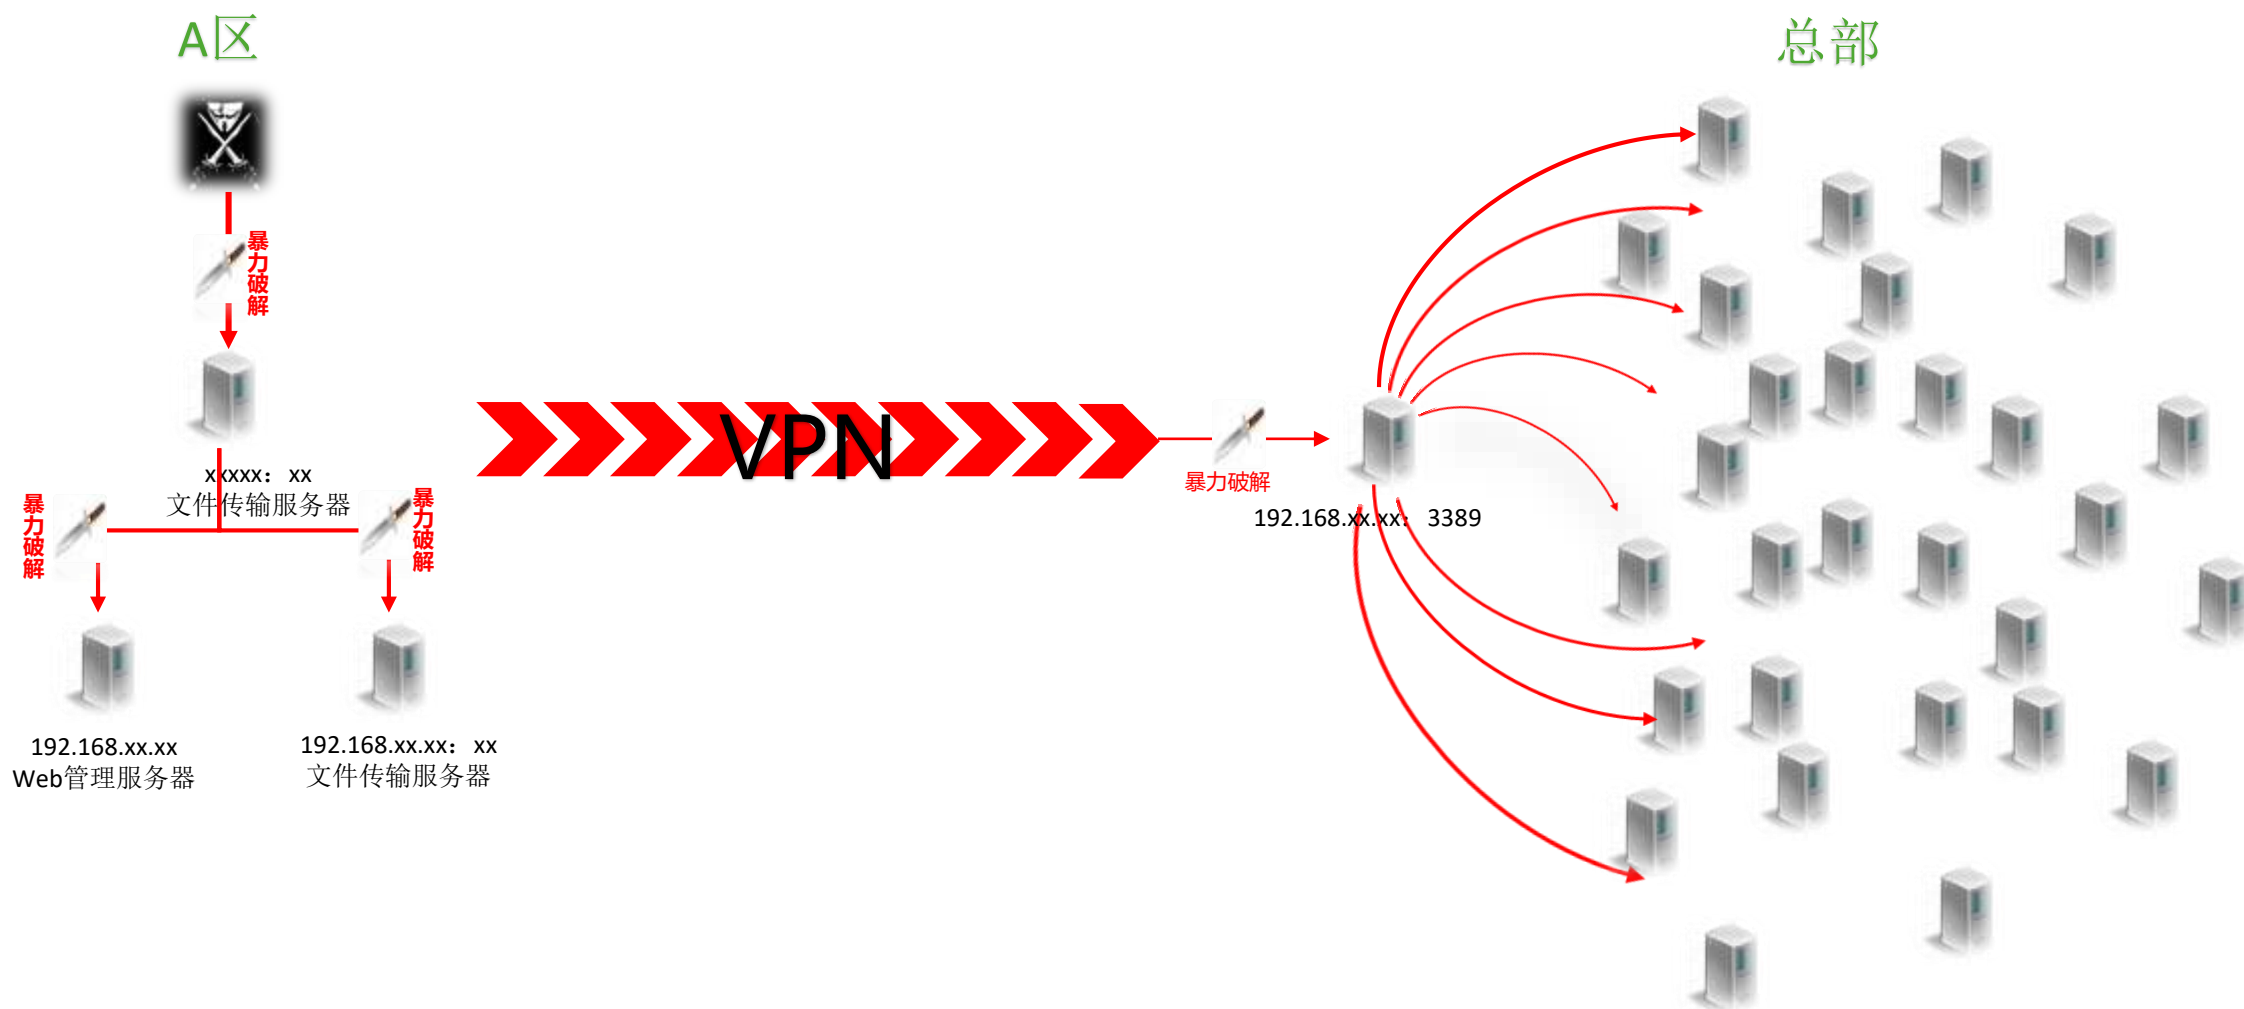 A区
总部
暴力破解
xxxxx：xx
文件传输服务器
暴力破解
暴力破解
192.168.xx.xx
Web管理服务器
192.168.xx.xx：xx
文件传输服务器
VPN
暴力破解
192.168.xx.xx：3389